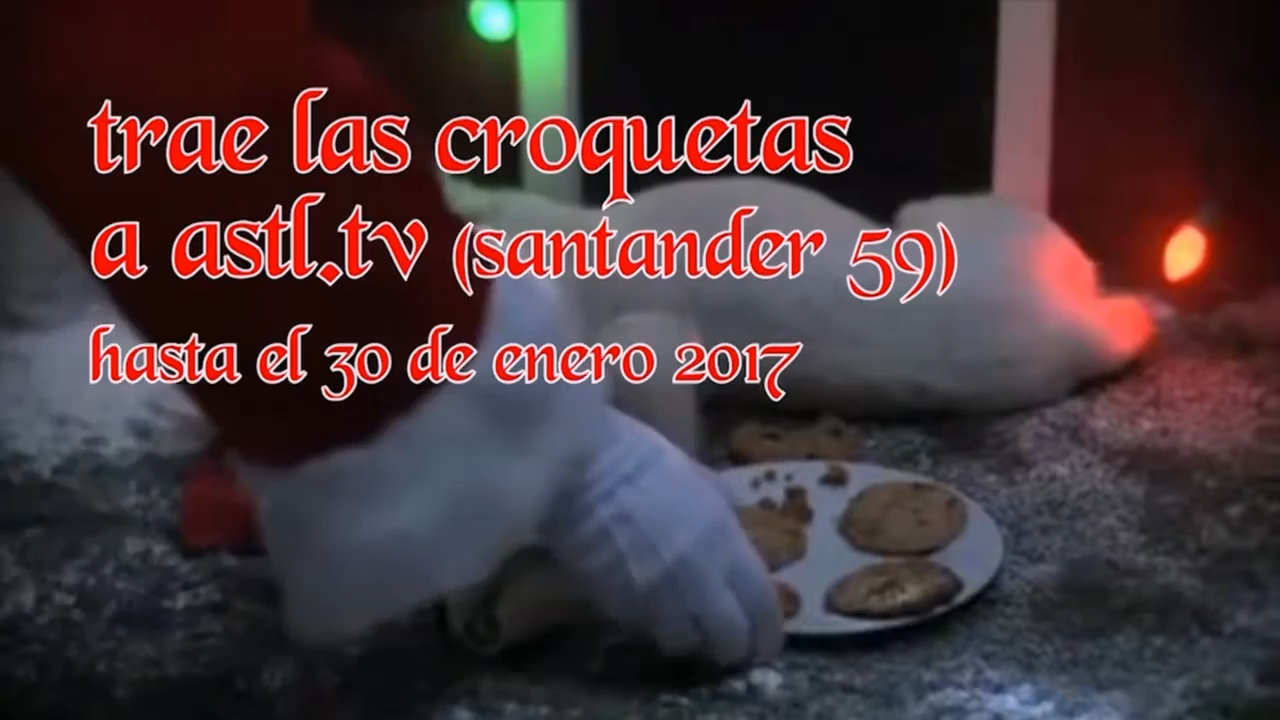 trae las croquetas
a astl.tv (santander 59)
hasta el 30 de enero 2017